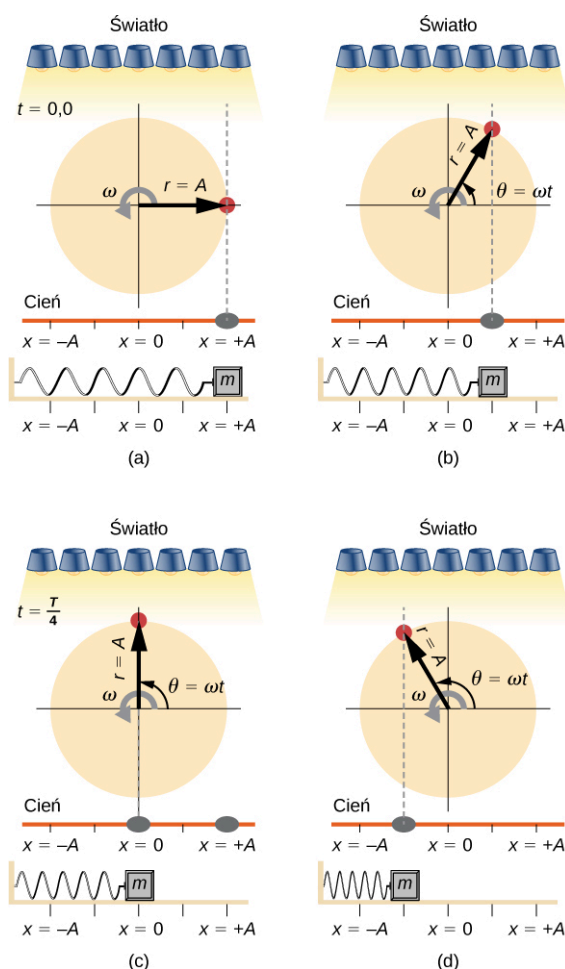 Światło
t = 0,0
ω
r = A
Cień
x = –A x = 0 x = +A
m
x = –A x = 0 x = +A
(a)
Światło
r = A
ω
θ = ωt
Cień
x = –A x = 0 x = +A
m
x = –A x = 0 x = +A
(b)
Światło
t = T/4
r = A
ω
θ = ωt
Cień
x = –A x = 0 x = +A
m
x = –A x = 0 x = +A
(c)
Światło
r = A
ω
θ = ωt
Cień
x = –A x = 0 x = +A
m
x = –A x = 0 x = +A
(d)